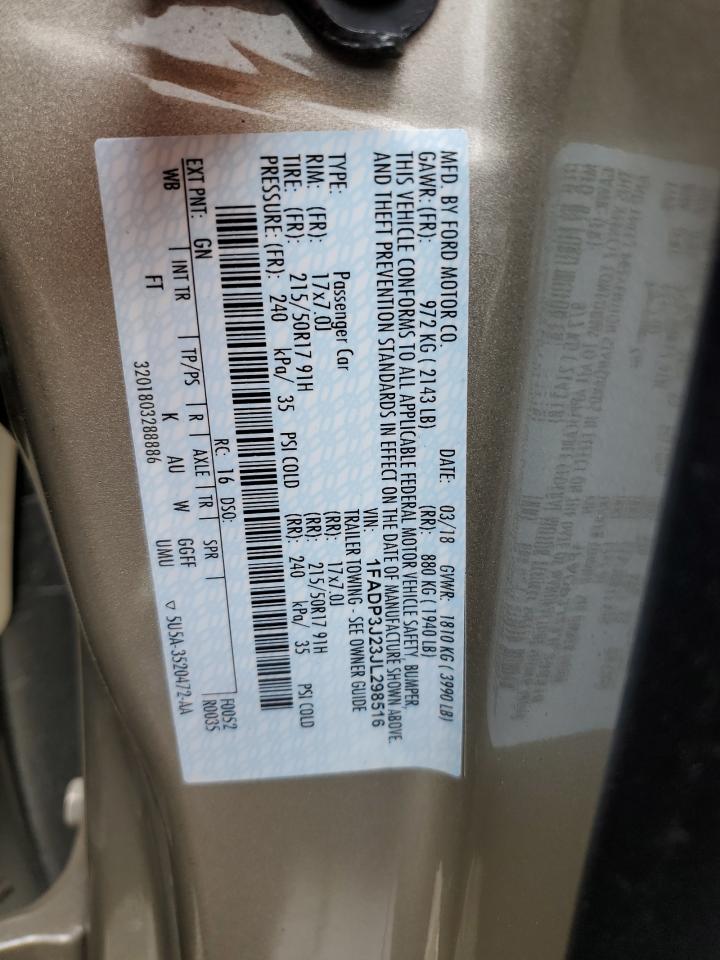 MFD. BY FORD MOTOR CO. DATE: 03/18 GVWR: 1810 KG ( 3990 LB)
GAWR: (FR): 972 KG ( 2143 LB) (RR): 880 KG ( 1940 LB)
THIS VEHICLE CONFORMS TO ALL APPLICABLE FEDERAL MOTOR VEHICLE SAFETY, BUMPER,
AND THEFT PREVENTION STANDARDS IN EFFECT ON THE DATE OF MANUFACTURE SHOWN ABOVE.
VIN: 1FADP3J23JL298516
TYPE: Passenger Car TRAILER TOWING - SEE OWNER GUIDE
RIM: (FR): 17x7.0J (RR): 17x7.0J
TIRE: (FR): 215/50R17 91H (RR): 215/50R17 91H
PRESSURE: (FR): 240 kPa/ 35 PSI COLD (RR): 240 kPa/ 35 PSI COLD
RC: 16 DSO: F0052
R0035
EXT PNT: GN
INT TR TP/PS R AXLE TR SPR
WB FT K AU W GGFF
UMU
3201803288886 ▽ 5U5A-3520472-AA